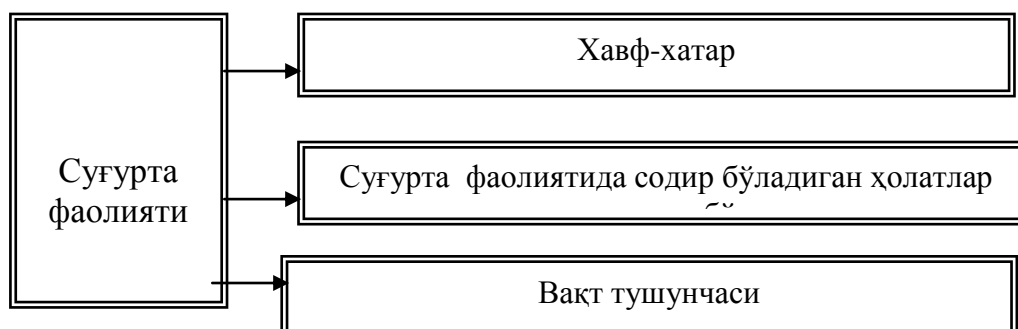 Суғурта
фаолияти
Хавф-хатар
Суғурта фаолиятида содир бўладиган ҳолатлар
Вақт тушунчаси